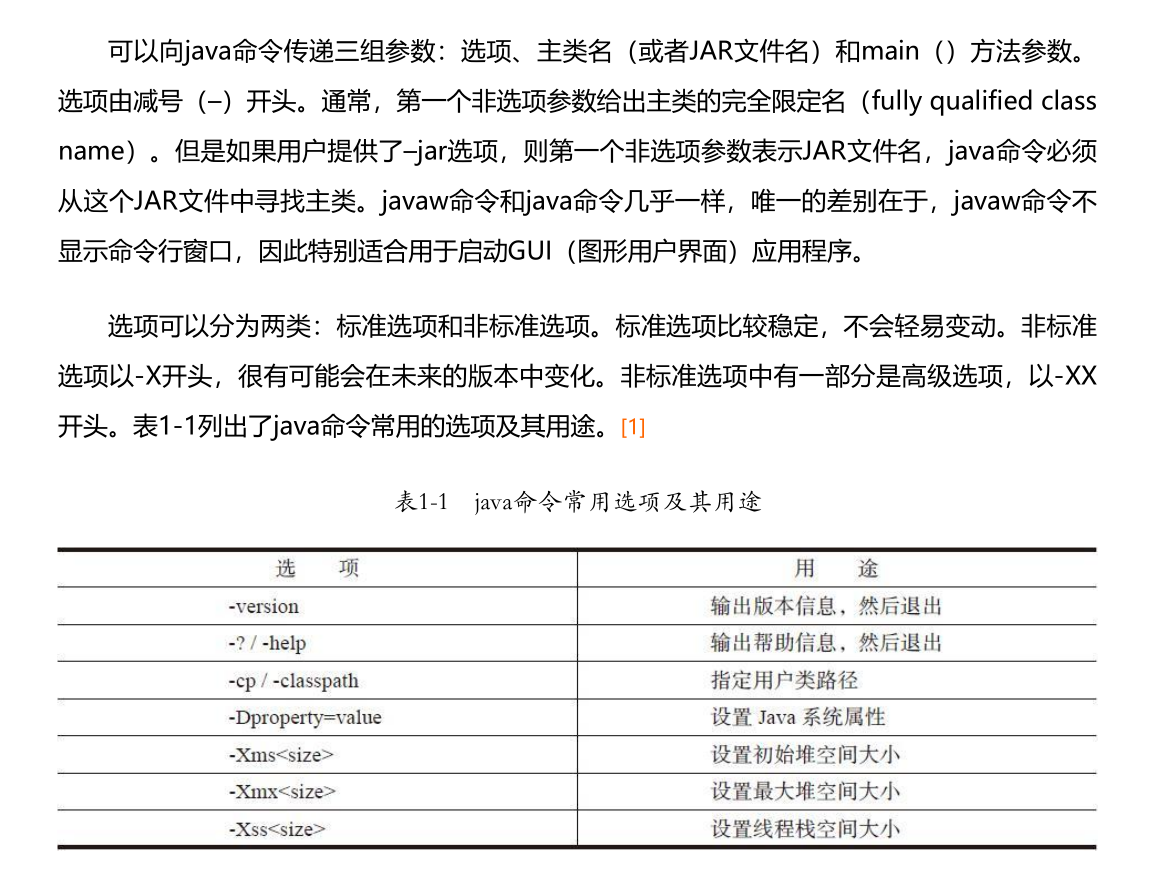 可以向java命令传递三组参数：选项、主类名（或者JAR文件名）和main（）方法参数。
选项由减号（–）开头。通常，第一个非选项参数给出主类的完全限定名（fully qualified class
name）。但是如果用户提供了–jar选项，则第一个非选项参数表示JAR文件名，java命令必须
从这个JAR文件中寻找主类。javaw命令和java命令几乎一样，唯一的差别在于，javaw命令不
显示命令行窗口，因此特别适合用于启动GUI（图形用户界面）应用程序。
选项可以分为两类：标准选项和非标准选项。标准选项比较稳定，不会轻易变动。非标准
选项以-X开头，很有可能会在未来的版本中变化。非标准选项中有一部分是高级选项，以-XX
开头。表1-1列出了java命令常用的选项及其用途。[1]
表1-1 java命令常用选项及其用途
选 项 用 途
-version 输出版本信息，然后退出
-? / -help 输出帮助信息，然后退出
-cp / -classpath 指定用户类路径
-Dproperty=value 设置 Java 系统属性
-Xms<size> 设置初始堆空间大小
-Xmx<size> 设置最大堆空间大小
-Xss<size> 设置线程栈空间大小